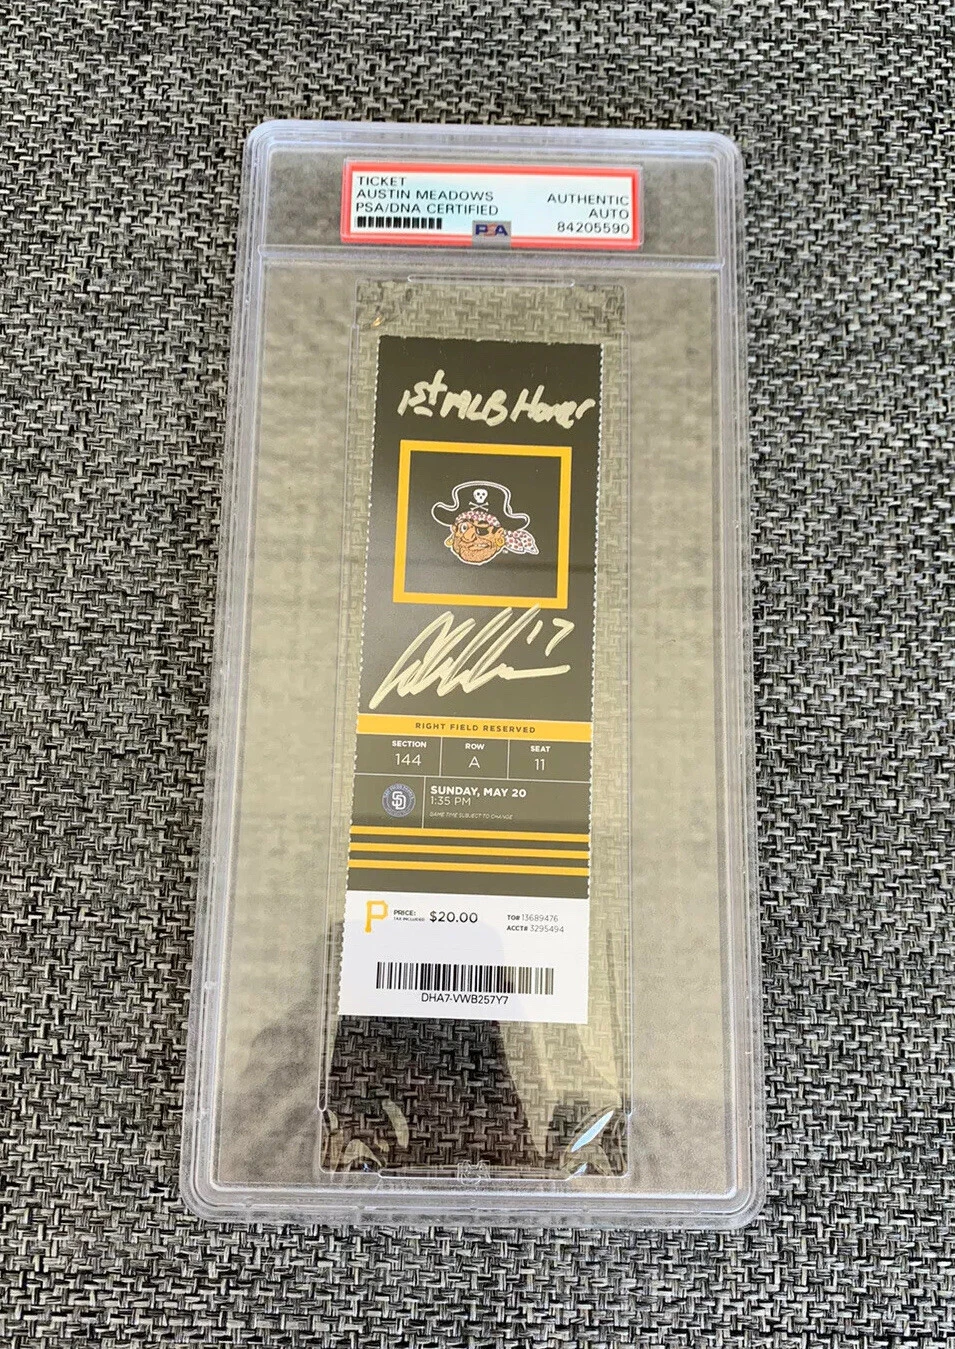 TICKET
AUSTIN MEADOWS
PSA/DNA CERTIFIED
AUTHENTIC
AUTO
84205590
PSA
1st MLB Homer
17
RIGHT FIELD RESERVED
SECTION
144
ROW
A
SEAT
11
SD
SUNDAY, MAY 20
1:35 PM
GAME TIME SUBJECT TO CHANGE
P
PRICE: $20.00
TAX INCLUDED
TO# 13689476
ACCT# 3295494
DHA7-VWB257Y7